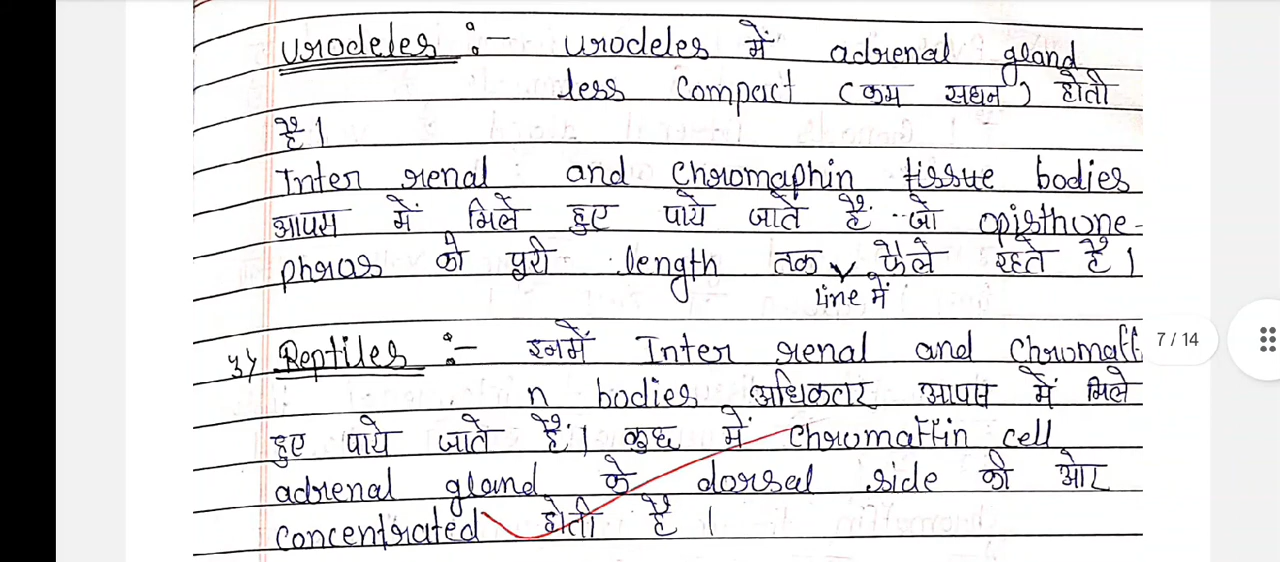 Urodeles :- urodeles में adrenal gland
less compact (कम सघन) होती
है।
Inter renal and chromaphin tissue bodies
आपस में मिले हुए पाये जाते हैं जो opisthone-
phras की पूरी length तक फैले रहते है।
line में
3) Reptiles :- इनमें Inter renal and chromaff
n bodies अधिकतर आपस में मिले
हुए पाये जाते हैं। कुछ में chromaffin cell
adrenal gland के dorsal side की ओर
concentrated होती है।
7 / 14